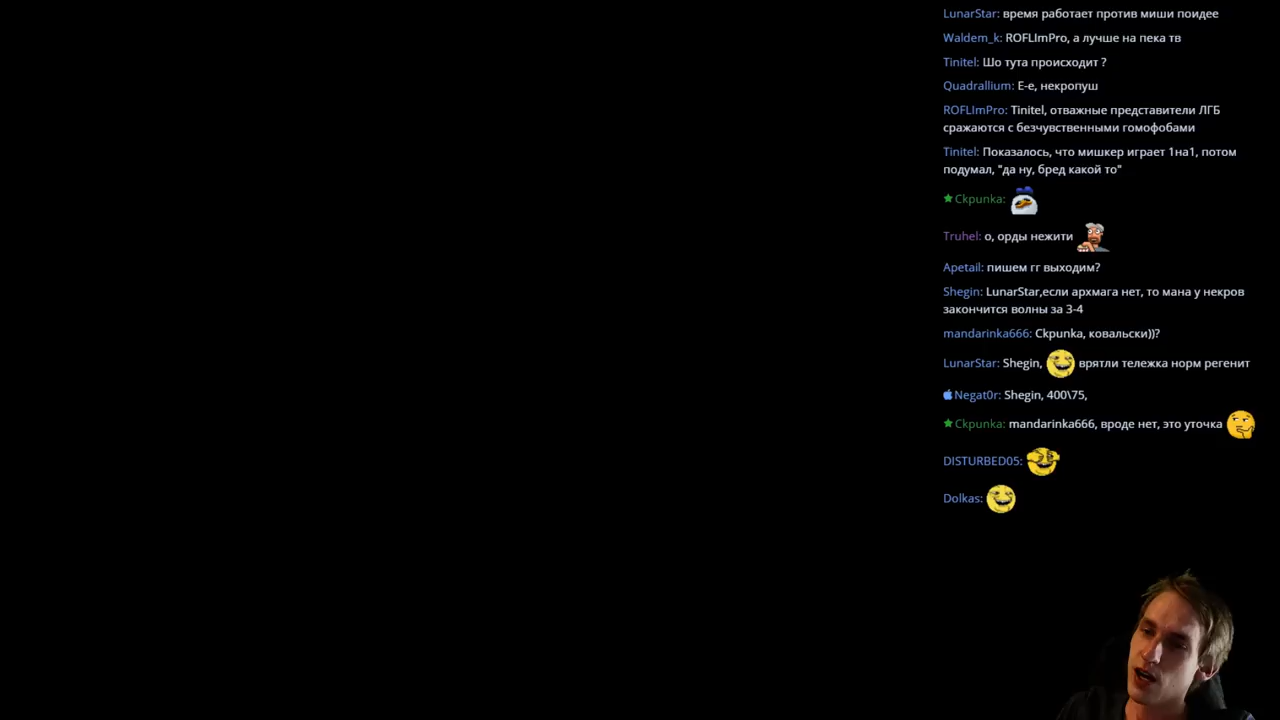 LunarStar: время работает против миши поидее
Waldem_k: ROFLImPro, а лучше на пека тв
Tinitel: Шо тута происходит ?
Quadrallium: Е-е, некропуш
ROFLImPro: Tinitel, отважные представители ЛГБ
сражаются с безчувственными гомофобами
Tinitel: Показалось, что мишкер играет 1на1, потом
подумал, "да ну, бред какой то"
Ckpunka:
Truhel: о, орды нежити
Apetail: пишем гг выходим?
Shegin: LunarStar,если архмага нет, то мана у некров
закончится волны за 3-4
mandarinka666: Ckpunka, ковальски))?
LunarStar: Shegin, врятли тележка норм регенит
Negat0r: Shegin, 400\75,
Ckpunka: mandarinka666, вроде нет, это уточка
DISTURBED05:
Dolkas: